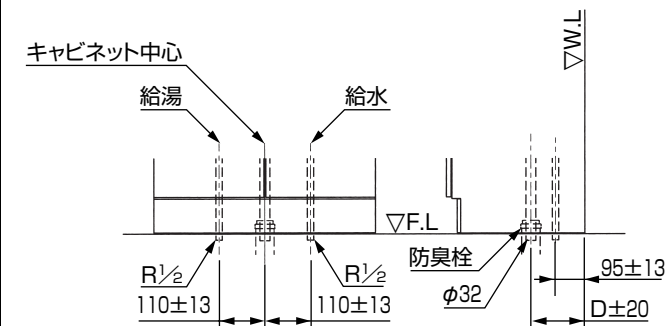 キャビネット中心
給湯
給水
▽W.L
▽F.L
防臭栓
R1/2
R1/2
φ32
95±13
110±13
110±13
D±20